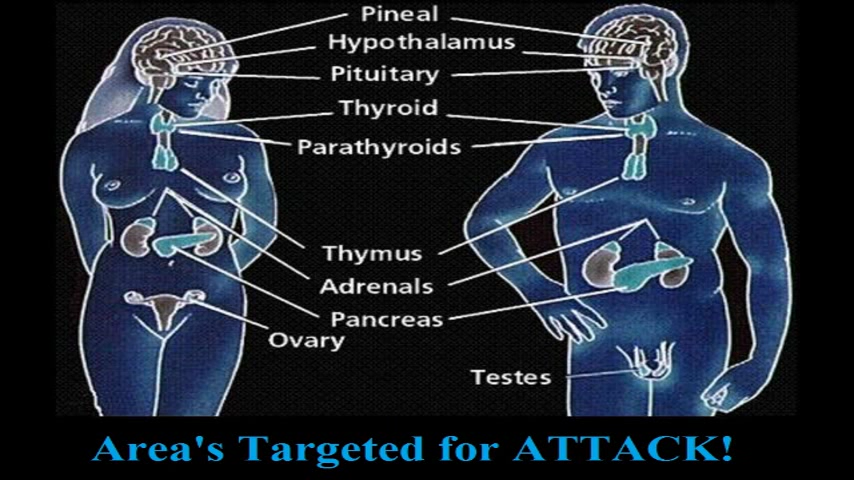 Pineal
Hypothalamus
Pituitary
Thyroid
Parathyroids
Thymus
Adrenals
Pancreas
Ovary
Testes
Area's Targeted for ATTACK!